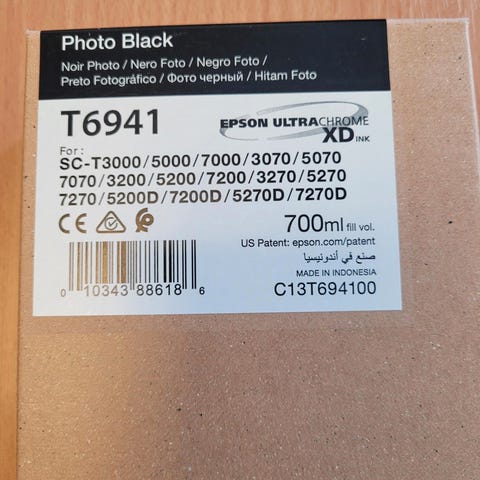 Photo Black
Noir Photo / Nero Foto / Negro Foto /
Preto Fotográfico / Фото черный / Hitam Foto
T6941
EPSON ULTRACHROME
XD INK
For :
SC-T3000/5000/7000/3070/5070
7070/3200/5200/7200/3270/5270
7270/5200D/7200D/5270D/7270D
CE EAC
700ml fill vol.
US Patent: epson.com/patent
صنع في أندونيسيا
MADE IN INDONESIA
0 10343 88618 6
C13T694100